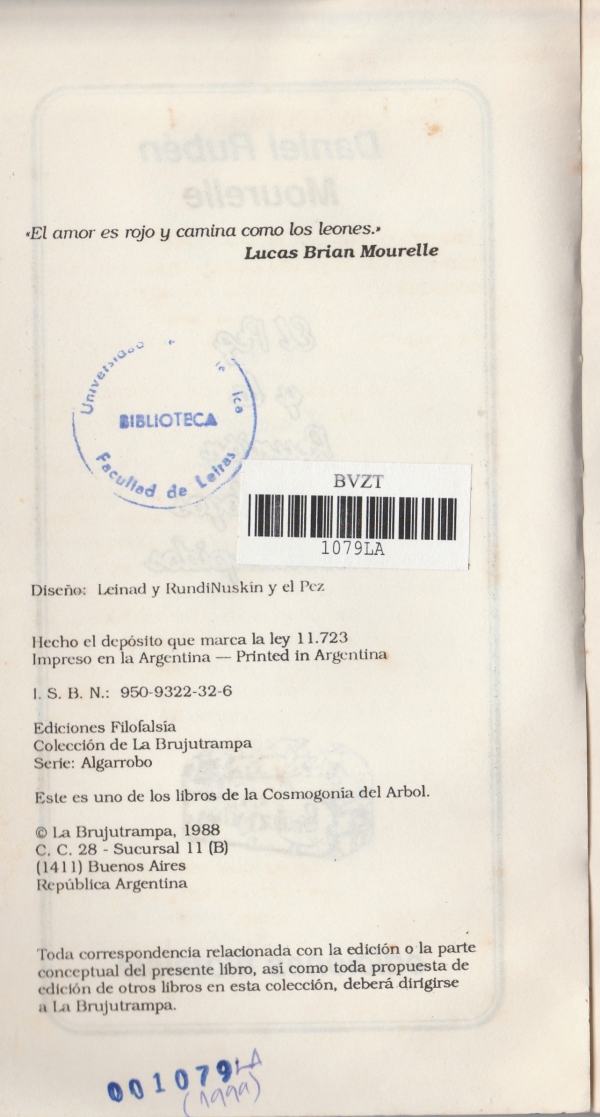 «El amor es rojo y camina como los leones.»
Lucas Brian Mourelle
Universidad
BIBLIOTECA
Facultad de Letras
BVZT
1079LA
Diseño: Leinad y RundiNuskin y el Pez
Hecho el depósito que marca la ley 11.723
Impreso en la Argentina — Printed in Argentina
I. S. B. N.: 950-9322-32-6
Ediciones Filofalsía
Colección de La Brujutrampa
Serie: Algarrobo
Este es uno de los libros de la Cosmogonía del Arbol.
© La Brujutrampa, 1988
C. C. 28 - Sucursal 11 (B)
(1411) Buenos Aires
República Argentina
Toda correspondencia relacionada con la edición o la parte
conceptual del presente libro, así como toda propuesta de
edición de otros libros en esta colección, deberá dirigirse
a La Brujutrampa.
001079LA
(1999)